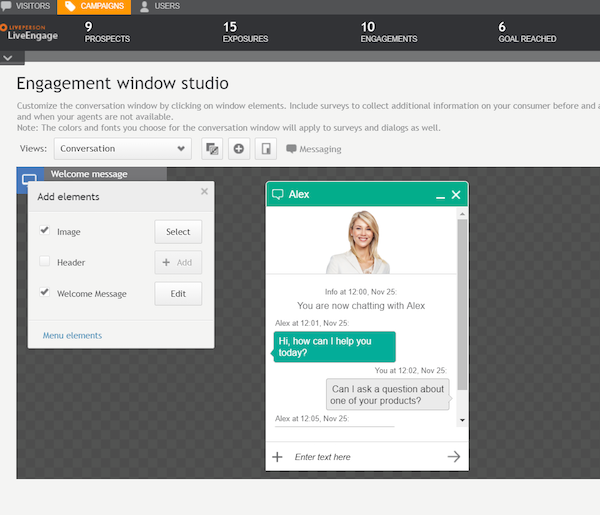 VISITORS CAMPAIGNS USERS
LIVEPERSON
LiveEngage
9 15 10 6
PROSPECTS EXPOSURES ENGAGEMENTS GOAL REACHED
Engagement window studio
Customize the conversation window by clicking on window elements. Include surveys to collect additional information on your consumer before and a
and when your agents are not available.
Note: The colors and fonts you choose for the conversation window will apply to surveys and dialogs as well.
Views: Conversation Messaging
Welcome message
Add elements
Image Select
Header + Add
Welcome Message Edit
Menu elements
Alex
Info at 12:00, Nov 25:
You are now chatting with Alex
Alex at 12:01, Nov 25:
Hi, how can I help you
today?
You at 12:02, Nov 25:
Can I ask a question about
one of your products?
Alex at 12:05, Nov 25:
Enter text here